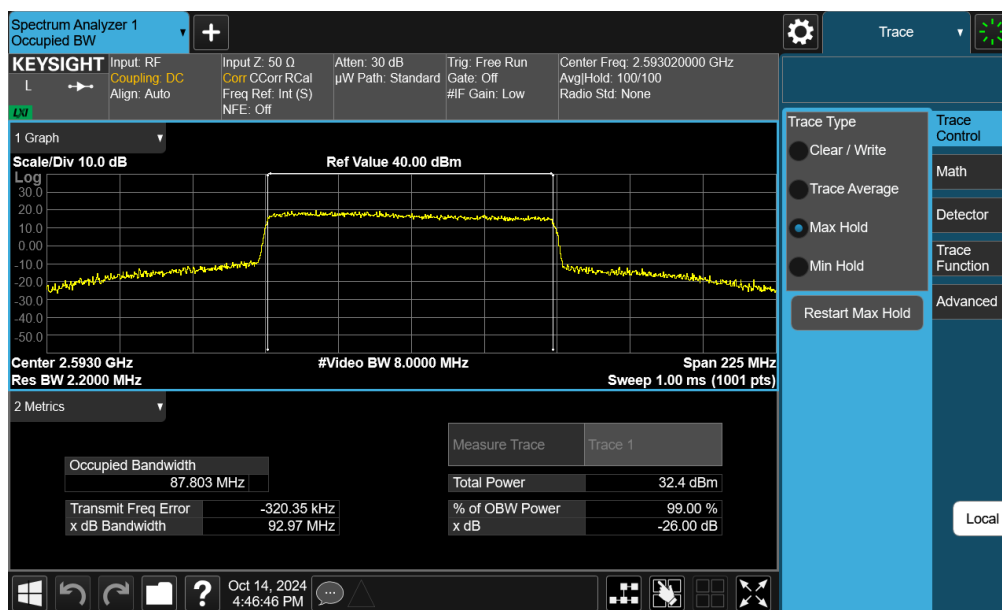 Spectrum Analyzer 1
Occupied BW
+
Trace
KEYSIGHT
L
LXI
Input: RF
Coupling: DC
Align: Auto
Input Z: 50 Ω
Corr CCorr RCal
Freq Ref: Int (S)
NFE: Off
Atten: 30 dB
µW Path: Standard
Trig: Free Run
Gate: Off
#IF Gain: Low
Center Freq: 2.593020000 GHz
Avg|Hold: 100/100
Radio Std: None
1 Graph
Scale/Div 10.0 dB
Ref Value 40.00 dBm
Log
30.0
20.0
10.0
0.00
-10.0
-20.0
-30.0
-40.0
-50.0
Center 2.5930 GHz
#Video BW 8.0000 MHz
Span 225 MHz
Res BW 2.2000 MHz
Sweep 1.00 ms (1001 pts)
2 Metrics
Measure Trace
Trace 1
Occupied Bandwidth
87.803 MHz
Total Power
32.4 dBm
Transmit Freq Error
-320.35 kHz
% of OBW Power
99.00 %
x dB Bandwidth
92.97 MHz
x dB
-26.00 dB
Trace Type
Clear / Write
Trace Average
Max Hold
Min Hold
Restart Max Hold
Trace
Control
Math
Detector
Trace
Function
Advanced
Local
?
Oct 14, 2024
4:46:46 PM